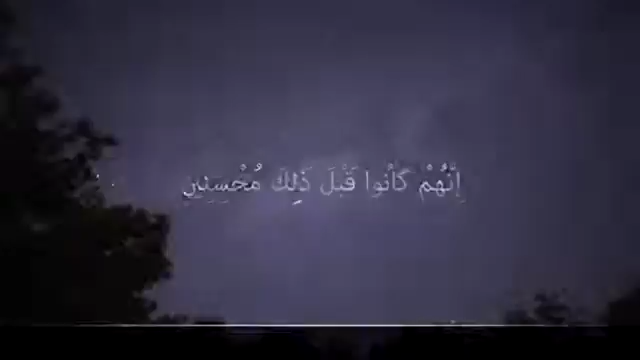 إِنَّهُمْ كَانُوا قَبْلَ ذَٰلِكَ مُحْسِنِينَ